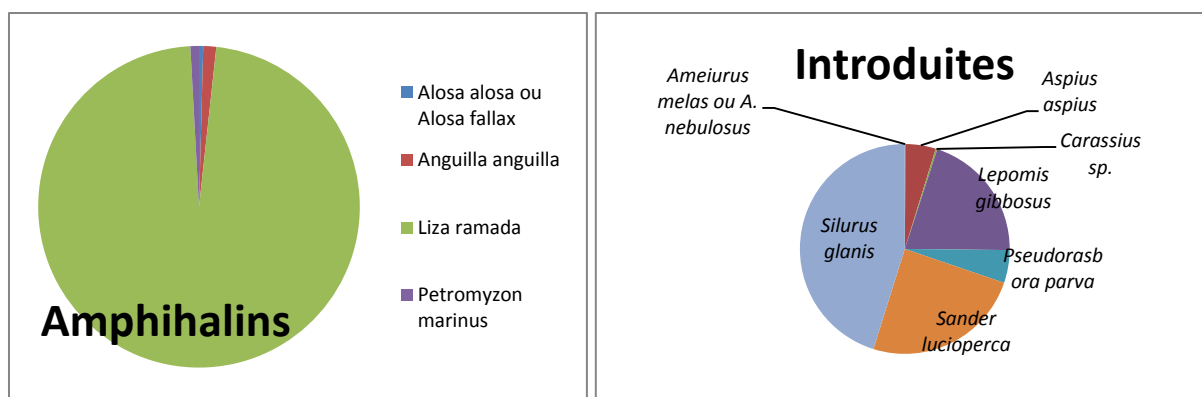 Amphihalins
Alosa alosa ou
Alosa fallax
Anguilla anguilla
Liza ramada
Petromyzon
marinus
Introduites
Ameiurus
melas ou A.
nebulosus
Aspius
aspius
Carassius
sp.
Lepomis
gibbosus
Pseudorasb
ora parva
Sander
lucioperca
Silurus
glanis